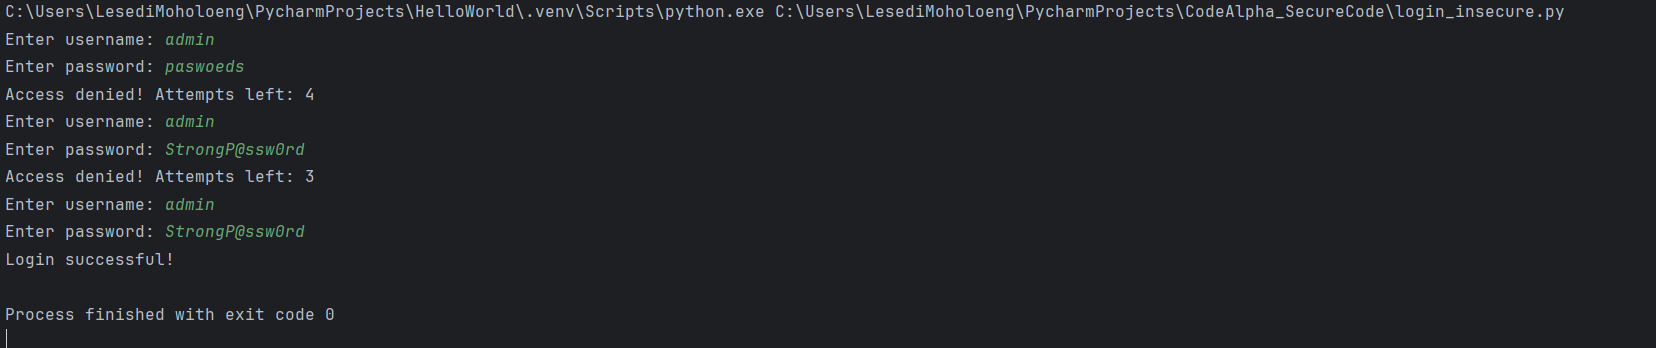 C:\Users\LesediMoholoeng\PycharmProjects\HelloWorld\.venv\Scripts\python.exe C:\Users\LesediMoholoeng\PycharmProjects\CodeAlpha_SecureCode\login_insecure.py
Enter username: admin
Enter password: paswoeds
Access denied! Attempts left: 4
Enter username: admin
Enter password: StrongP@sswOrd
Access denied! Attempts left: 3
Enter username: admin
Enter password: StrongP@ssw0rd
Login successful!
Process finished with exit code 0